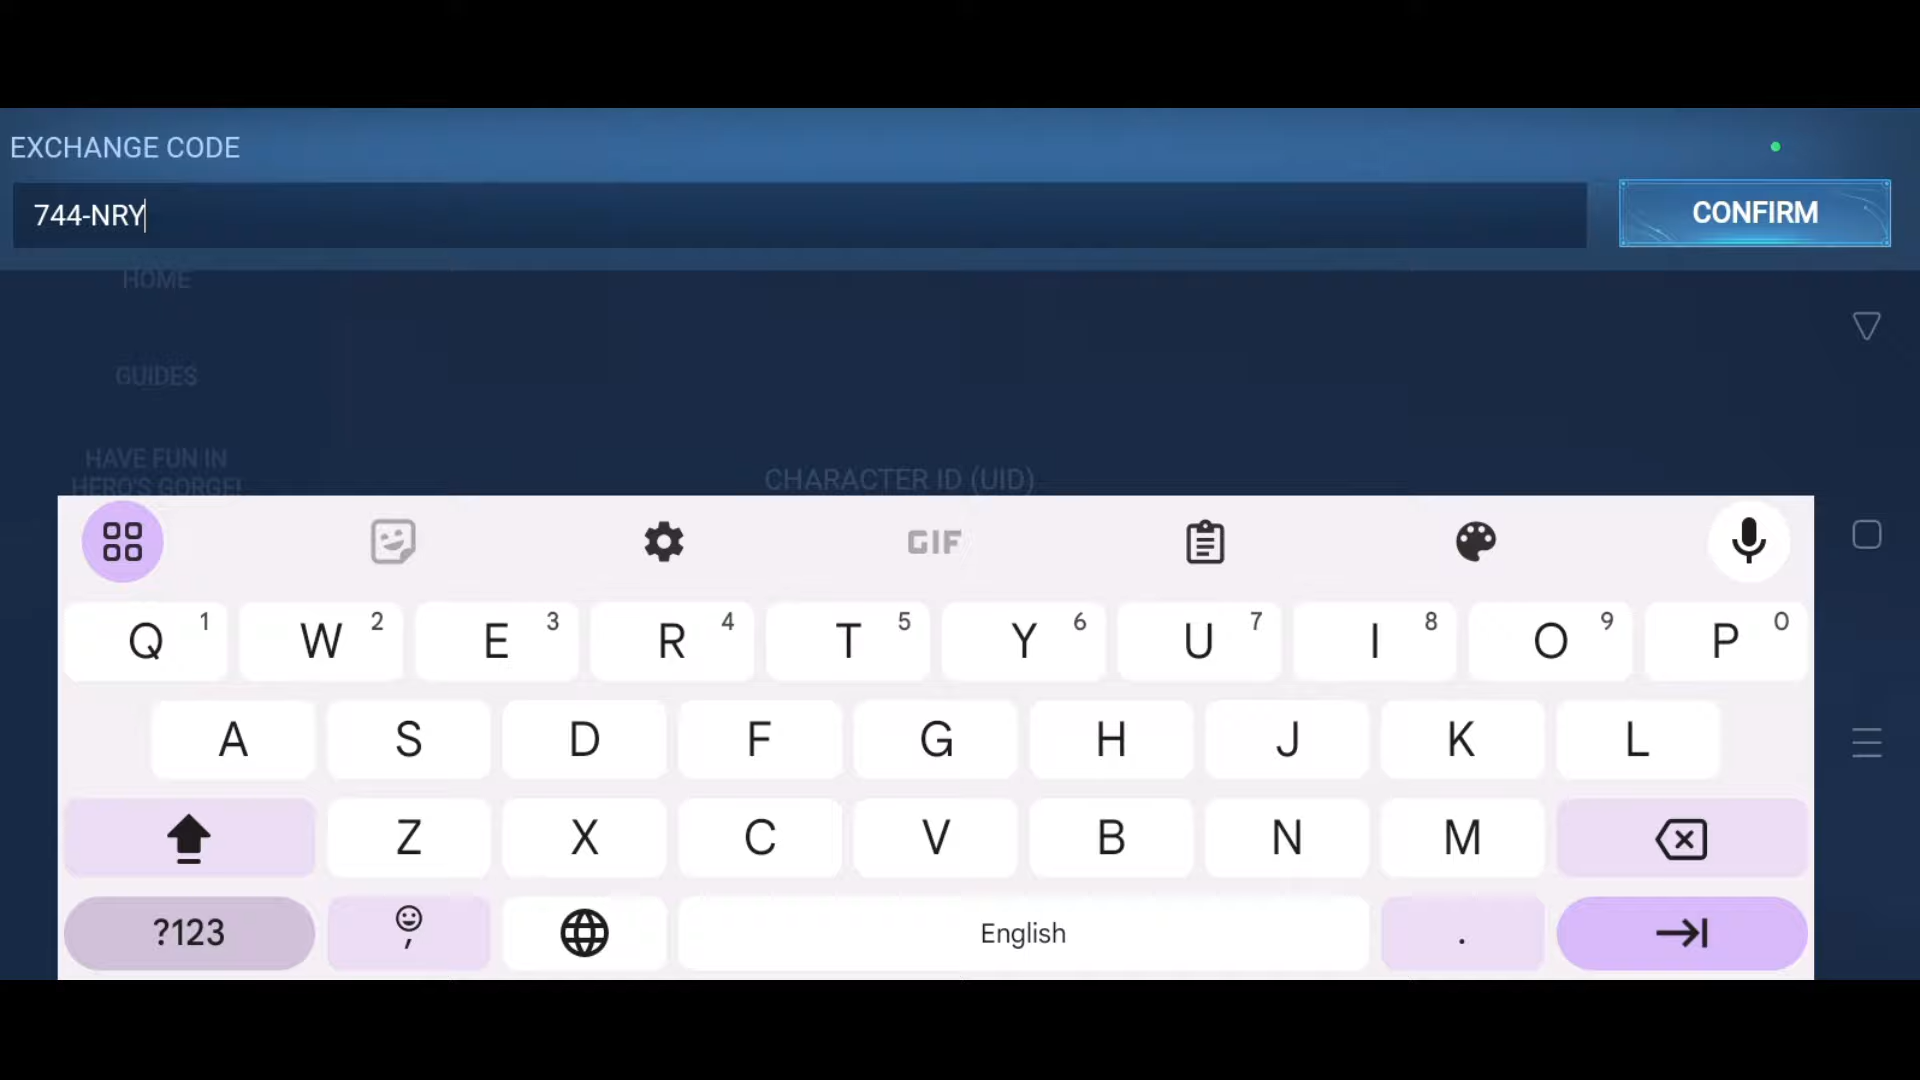 EXCHANGE CODE
744-NRY
CONFIRM
HOME
GUIDES
HAVE FUN IN
HERO'S GORGE!
CHARACTER ID (UID)
GIF
Q 1 W 2 E 3 R 4 T 5 Y 6 U 7 I 8 O 9 P 0
A S D F G H J K L
Z X C V B N M
?123 , English .